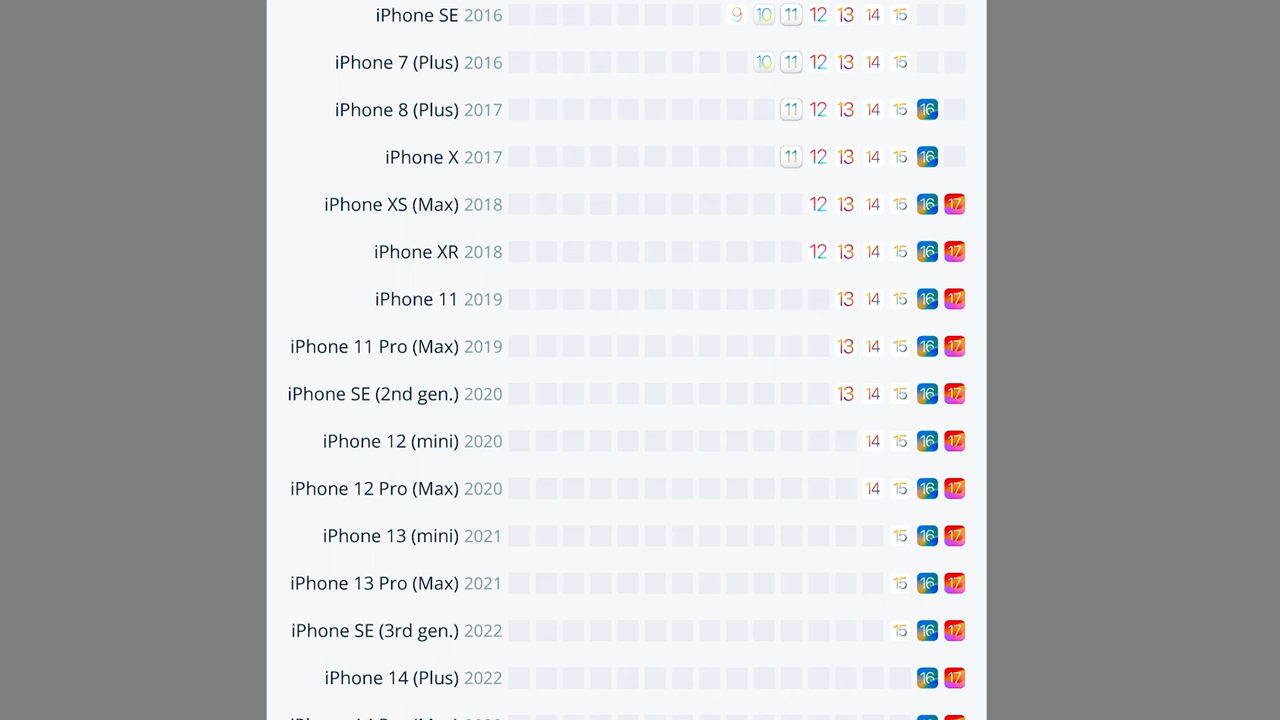 iPhone SE 2016 9 10 11 12 13 14 15
iPhone 7 (Plus) 2016 10 11 12 13 14 15
iPhone 8 (Plus) 2017 11 12 13 14 15 16
iPhone X 2017 11 12 13 14 15 16
iPhone XS (Max) 2018 12 13 14 15 16 17
iPhone XR 2018 12 13 14 15 16 17
iPhone 11 2019 13 14 15 16 17
iPhone 11 Pro (Max) 2019 13 14 15 16 17
iPhone SE (2nd gen.) 2020 13 14 15 16 17
iPhone 12 (mini) 2020 14 15 16 17
iPhone 12 Pro (Max) 2020 14 15 16 17
iPhone 13 (mini) 2021 15 16 17
iPhone 13 Pro (Max) 2021 15 16 17
iPhone SE (3rd gen.) 2022 15 16 17
iPhone 14 (Plus) 2022 16 17